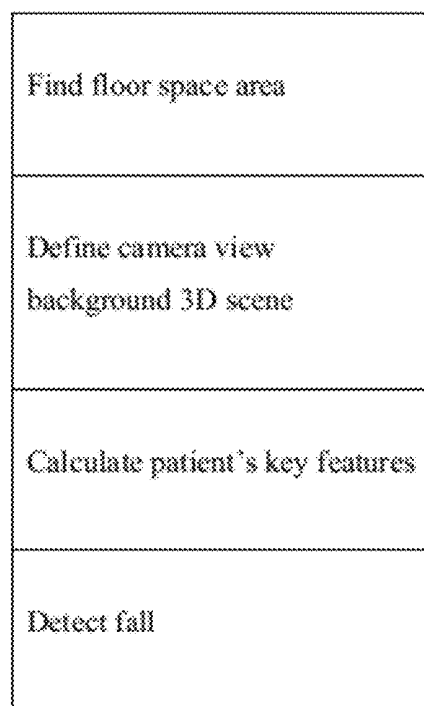 Find floor space area
Define camera view
background 3D scene
Calculate patient's key features
Detect fall